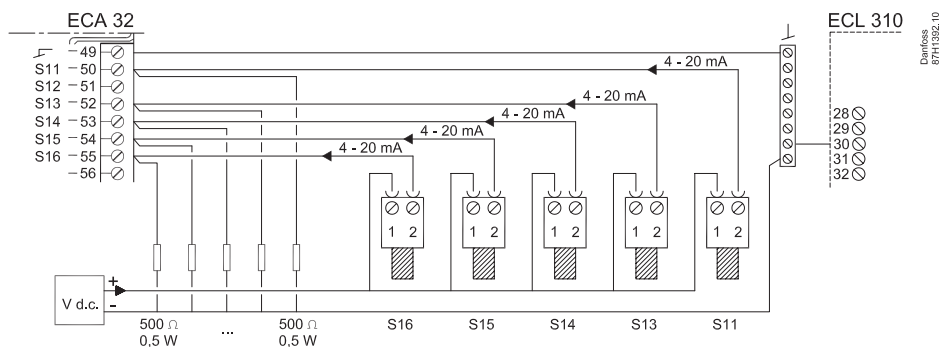 ECA 32
ECL 310
Danfoss
87H1392.10
49
S11 50
S12 51
S13 52
S14 53
S15 54
S16 55
56
4 - 20 mA
4 - 20 mA
4 - 20 mA
4 - 20 mA
4 - 20 mA
28
29
30
31
32
1 2
1 2
1 2
1 2
1 2
V d.c.
+
-
500 Ω
0,5 W
...
500 Ω
0,5 W
S16
S15
S14
S13
S11